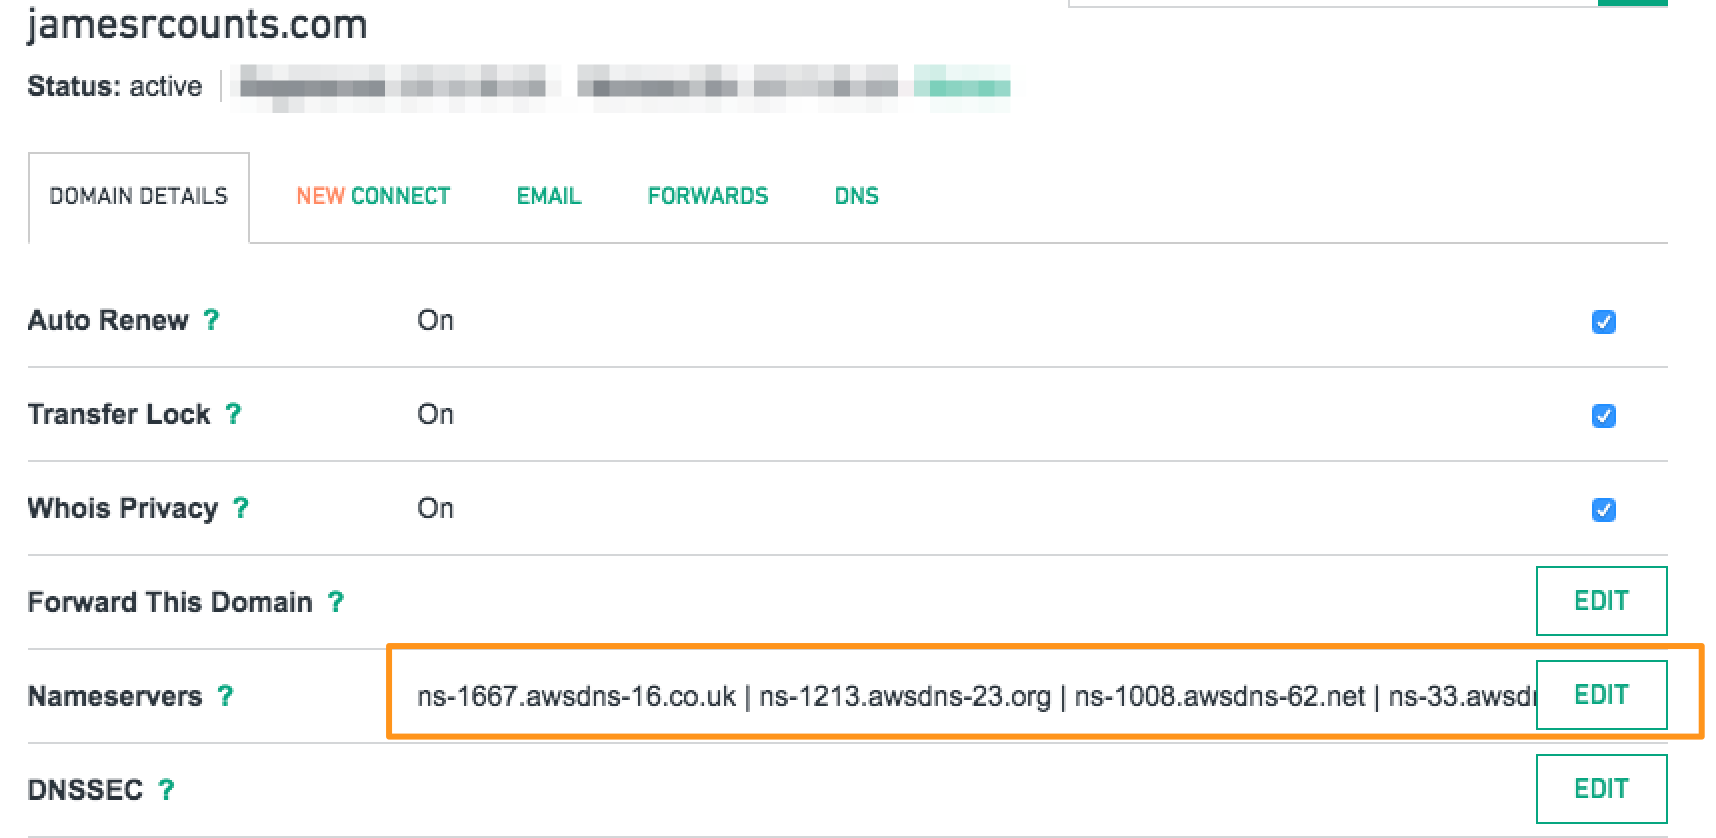 jamesrcounts.com
Status: active
DOMAIN DETAILS NEW CONNECT EMAIL FORWARDS DNS
Auto Renew ? On
Transfer Lock ? On
Whois Privacy ? On
Forward This Domain ? EDIT
Nameservers ? ns-1667.awsdns-16.co.uk | ns-1213.awsdns-23.org | ns-1008.awsdns-62.net | ns-33.awsd EDIT
DNSSEC ? EDIT